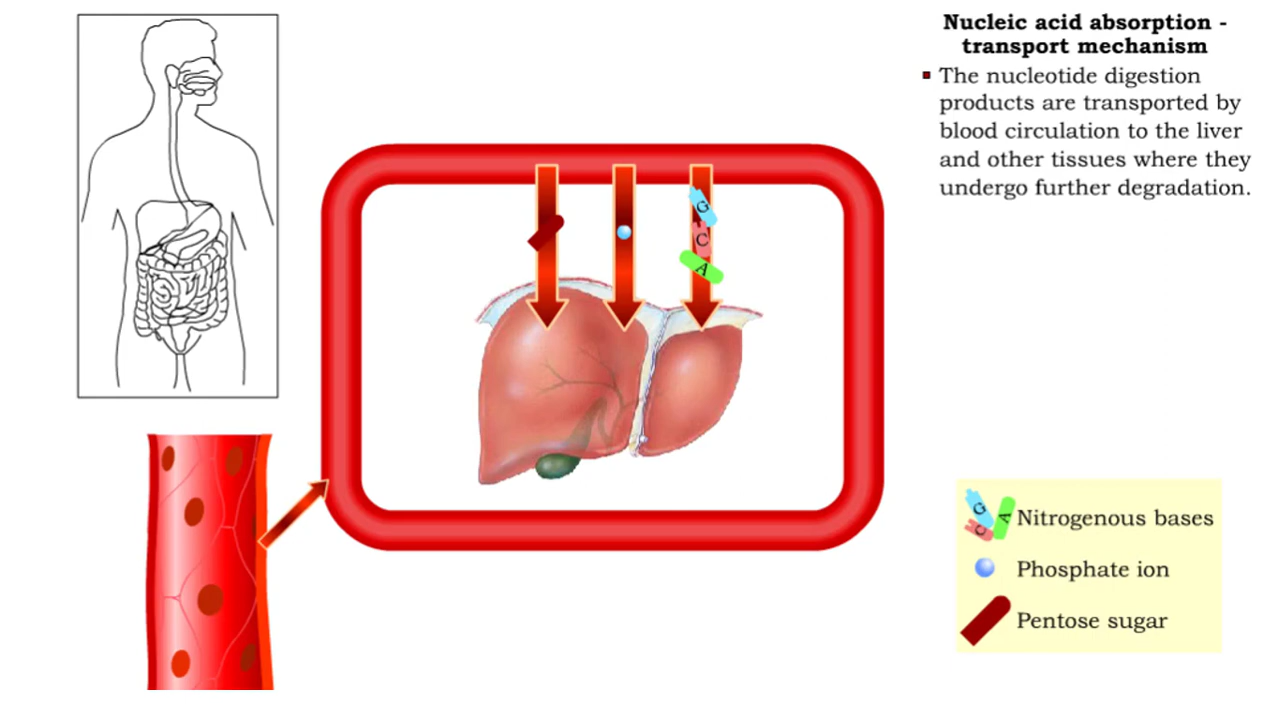 Nucleic acid absorption -
transport mechanism
The nucleotide digestion
products are transported by
blood circulation to the liver
and other tissues where they
undergo further degradation.
G
C
A
G
C
A
Nitrogenous bases
Phosphate ion
Pentose sugar